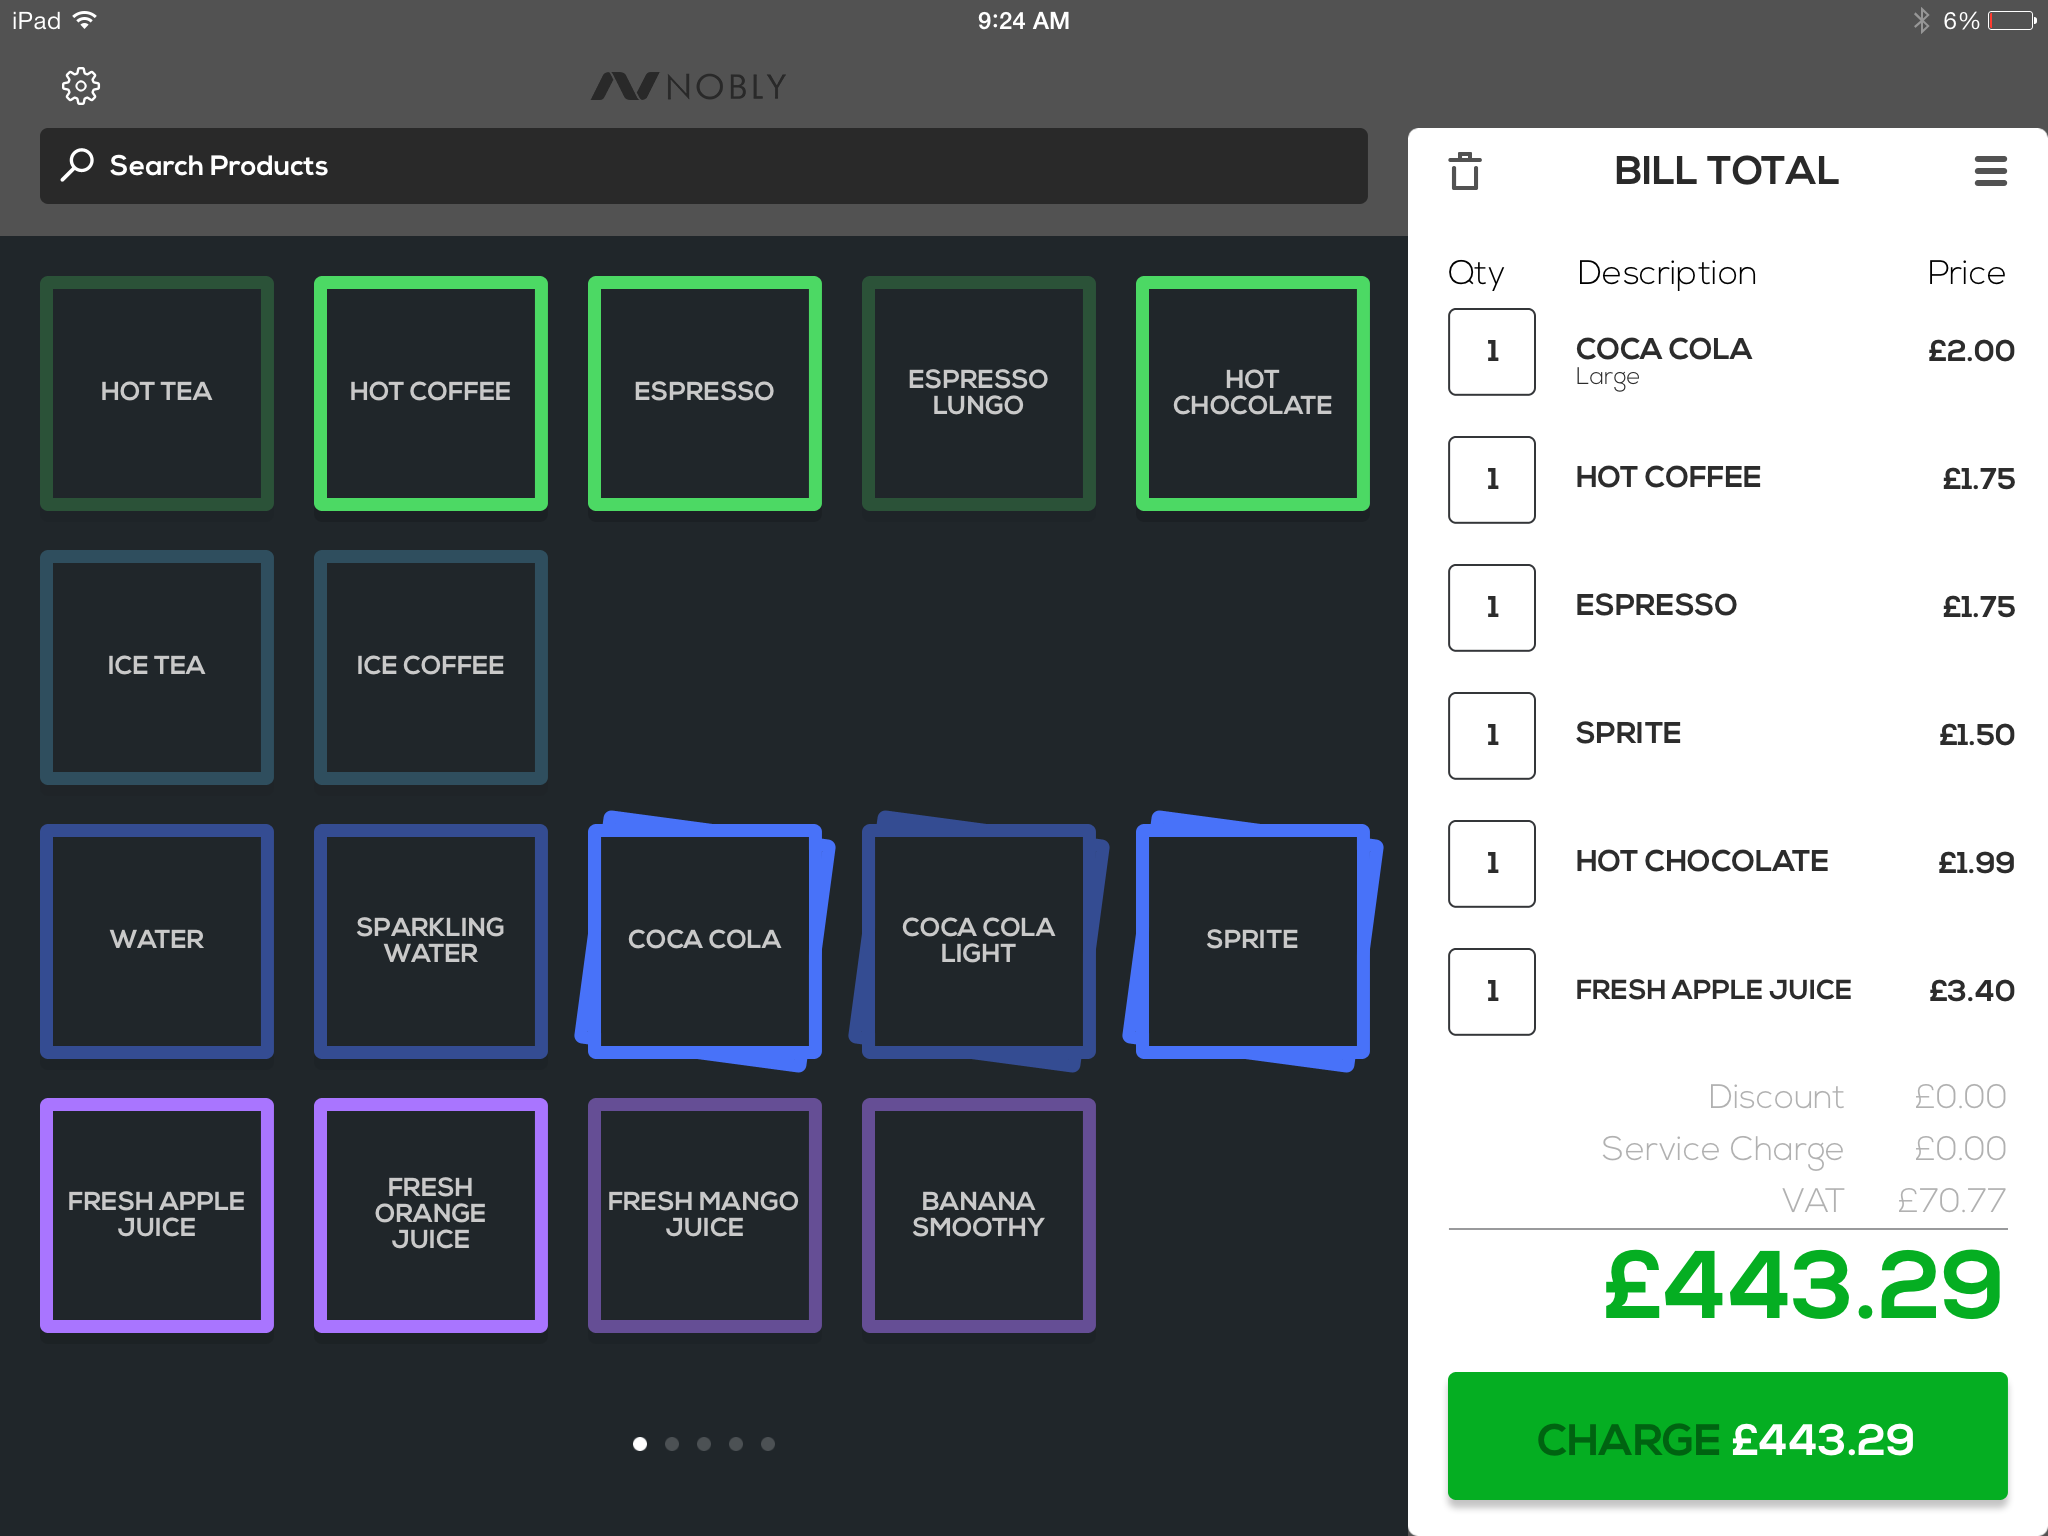 iPad
9:24 AM
6%
NOBLY
Search Products
HOT TEA
HOT COFFEE
ESPRESSO
ESPRESSO
LUNGO
HOT
CHOCOLATE
ICE TEA
ICE COFFEE
WATER
SPARKLING
WATER
COCA COLA
COCA COLA
LIGHT
SPRITE
FRESH APPLE
JUICE
FRESH
ORANGE
JUICE
FRESH MANGO
JUICE
BANANA
SMOOTHY
BILL TOTAL
Qty Description Price
1 COCA COLA £2.00
Large
1 HOT COFFEE £1.75
1 ESPRESSO £1.75
1 SPRITE £1.50
1 HOT CHOCOLATE £1.99
1 FRESH APPLE JUICE £3.40
Discount £0.00
Service Charge £0.00
VAT £70.77
£443.29
CHARGE £443.29